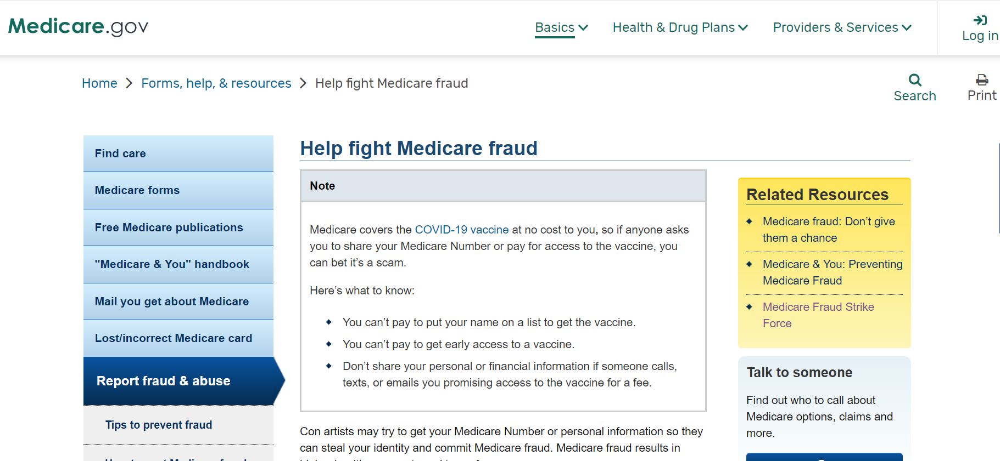 Medicare.gov
Basics
Health & Drug Plans
Providers & Services
Log in
Home
Forms, help, & resources
Help fight Medicare fraud
Search
Print
Find care
Medicare forms
Free Medicare publications
"Medicare & You" handbook
Mail you get about Medicare
Lost/incorrect Medicare card
Report fraud & abuse
Tips to prevent fraud
Help fight Medicare fraud
Note
Medicare covers the COVID-19 vaccine at no cost to you, so if anyone asks
you to share your Medicare Number or pay for access to the vaccine, you
can bet it’s a scam.
Here’s what to know:
You can’t pay to put your name on a list to get the vaccine.
You can’t pay to get early access to a vaccine.
Don’t share your personal or financial information if someone calls,
texts, or emails you promising access to the vaccine for a fee.
Con artists may try to get your Medicare Number or personal information so they
can steal your identity and commit Medicare fraud. Medicare fraud results in
Related Resources
Medicare fraud: Don’t give
them a chance
Medicare & You: Preventing
Medicare Fraud
Medicare Fraud Strike
Force
Talk to someone
Find out who to call about
Medicare options, claims and
more.